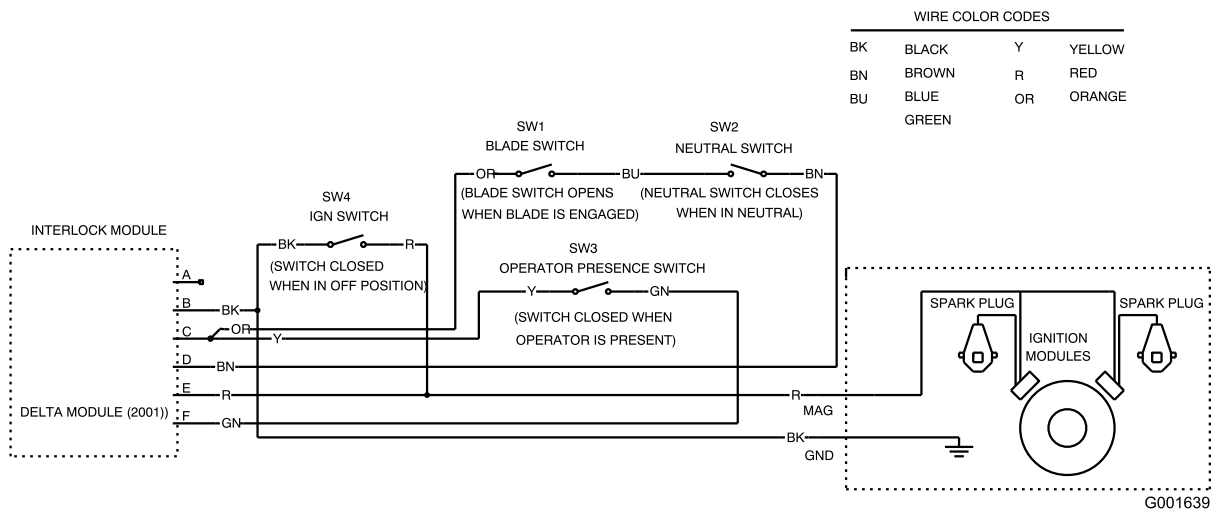 WIRE COLOR CODES
BK BLACK Y YELLOW
BN BROWN R RED
BU BLUE OR ORANGE
GREEN
SW1
BLADE SWITCH
SW2
NEUTRAL SWITCH
OR BU BN
(BLADE SWITCH OPENS
WHEN BLADE IS ENGAGED)
(NEUTRAL SWITCH CLOSES
WHEN IN NEUTRAL)
SW4
IGN SWITCH
BK R
(SWITCH CLOSED
WHEN IN OFF POSITION)
SW3
OPERATOR PRESENCE SWITCH
Y GN
(SWITCH CLOSED WHEN
OPERATOR IS PRESENT)
INTERLOCK MODULE
A
B BK
OR
C Y
D BN
E R
DELTA MODULE (2001))
F GN
R
MAG
BK
GND
SPARK PLUG
SPARK PLUG
IGNITION
MODULES
G001639